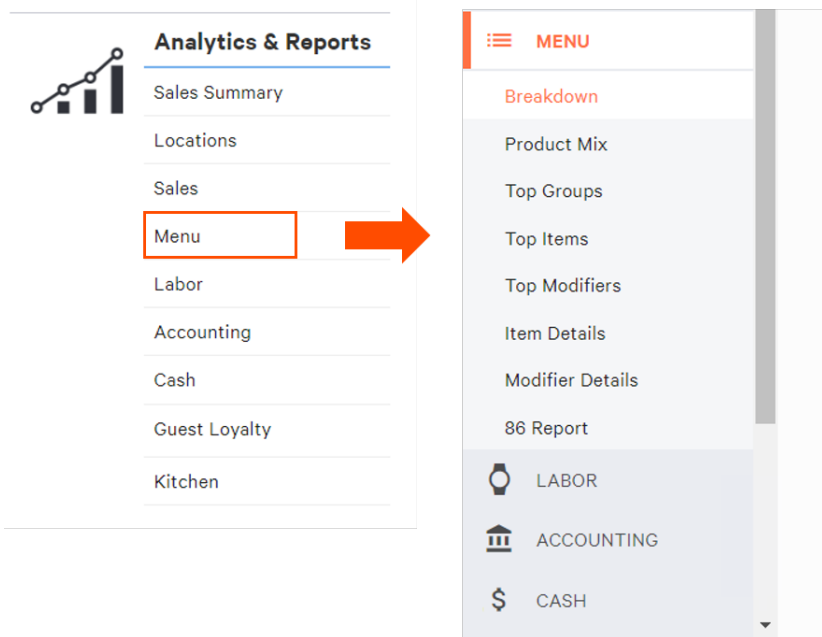 Analytics & Reports
Sales Summary
Locations
Sales
Menu
Labor
Accounting
Cash
Guest Loyalty
Kitchen
MENU
Breakdown
Product Mix
Top Groups
Top Items
Top Modifiers
Item Details
Modifier Details
86 Report
LABOR
ACCOUNTING
$ CASH